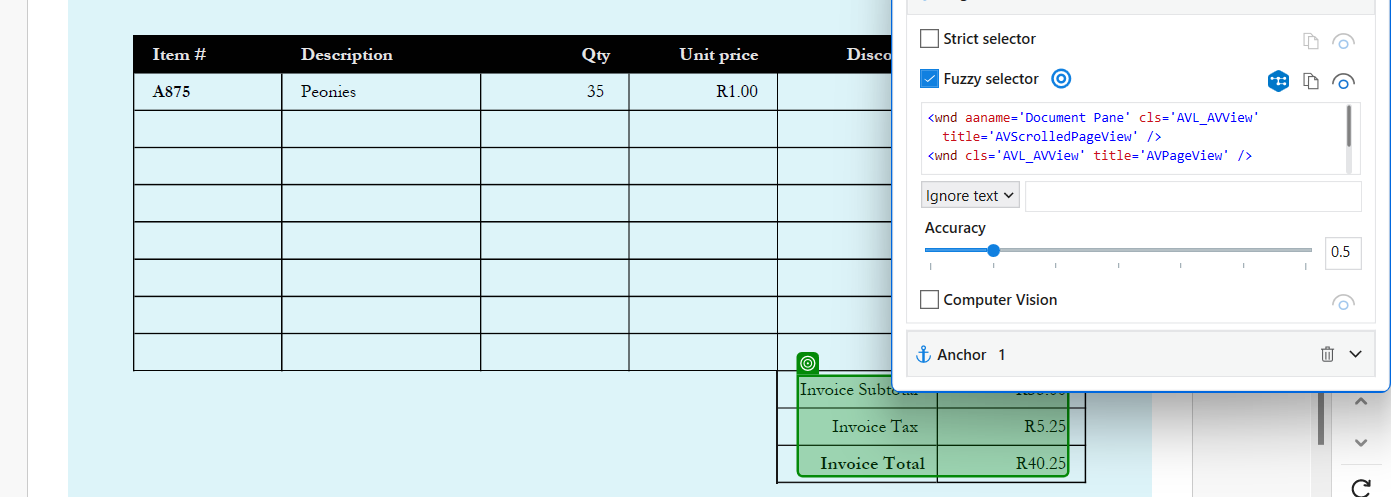 Item # Description Qty Unit price Disco
A875 Peonies 35 R1.00
Invoice
Invoice Tax R5.25
Invoice Total R40.25
Strict selector
Fuzzy selector
<wnd aaname='Document Pane' cls='AVL_AVView'
title='AVScrolledPageView' />
<wnd cls='AVL_AVView' title='AVPageView' />
Ignore text
Accuracy
0.5
Computer Vision
Anchor 1